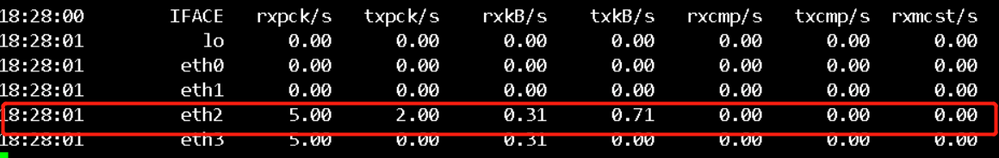 18:28:00 IFACE rxpck/s txpck/s rxkB/s txkB/s rxcmp/s txcmp/s rxmcst/s
18:28:01 lo 0.00 0.00 0.00 0.00 0.00 0.00 0.00
18:28:01 eth0 0.00 0.00 0.00 0.00 0.00 0.00 0.00
18:28:01 eth1 0.00 0.00 0.00 0.00 0.00 0.00 0.00
18:28:01 eth2 5.00 2.00 0.31 0.71 0.00 0.00 0.00
18:28:01 eth3 5.00 0.00 0.31 0.00 0.00 0.00 0.00